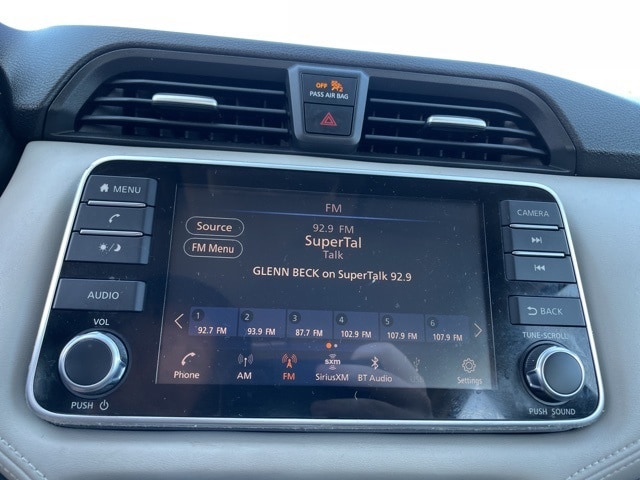 OFF
PASS AIR BAG
MENU
AUDIO
VOL
PUSH
FM
92.9 FM
SuperTal
Talk
Source
FM Menu
GLENN BECK on SuperTalk 92.9
1 2 3 4 5 6
92.7 FM 93.9 FM 87.7 FM 102.9 FM 107.9 FM 107.9 FM
Phone AM FM sxm SiriusXM BT Audio Settings
CAMERA
BACK
TUNE·SCROLL
PUSH SOUND